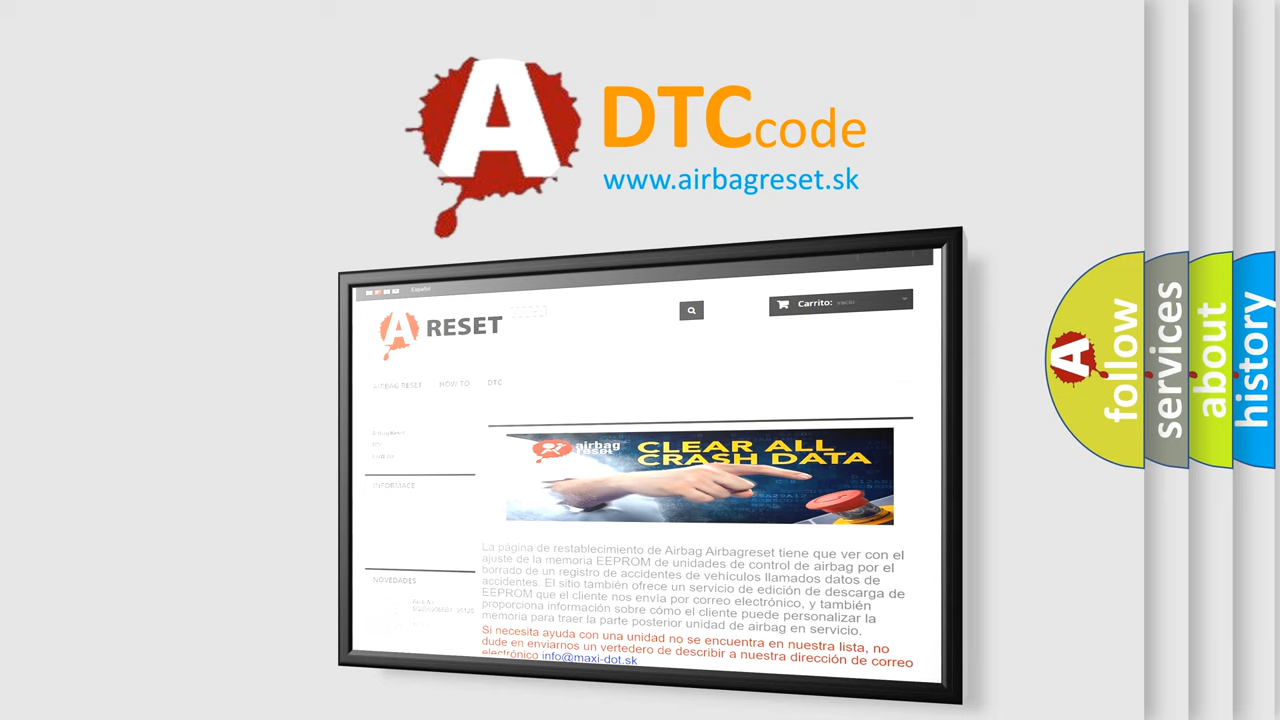 A
DTCcode
www.airbagreset.sk
Español
A RESET
Carrito: vacío
AIRBAG RESET HOW TO DTC
INFORMACE
NOVEDADES
airbag
reset
CLEAR ALL
CRASH DATA
La página de restablecimiento de Airbag Airbagreset tiene que ver con el
ajuste de la memoria EEPROM de unidades de control de airbag por el
borrado de un registro de accidentes de vehículos llamados datos de
accidentes. El sitio también ofrece un servicio de edición de descarga de
EEPROM que el cliente nos envía por correo electrónico, y también
proporciona información sobre cómo el cliente puede personalizar la
memoria para traer la parte posterior unidad de airbag en servicio.
Si necesita ayuda con una unidad no se encuentra en nuestra lista, no
dude en enviarnos un vertedero de describir a nuestra dirección de correo
electrónico info@maxi-dot.sk
A
follow
services
about
history